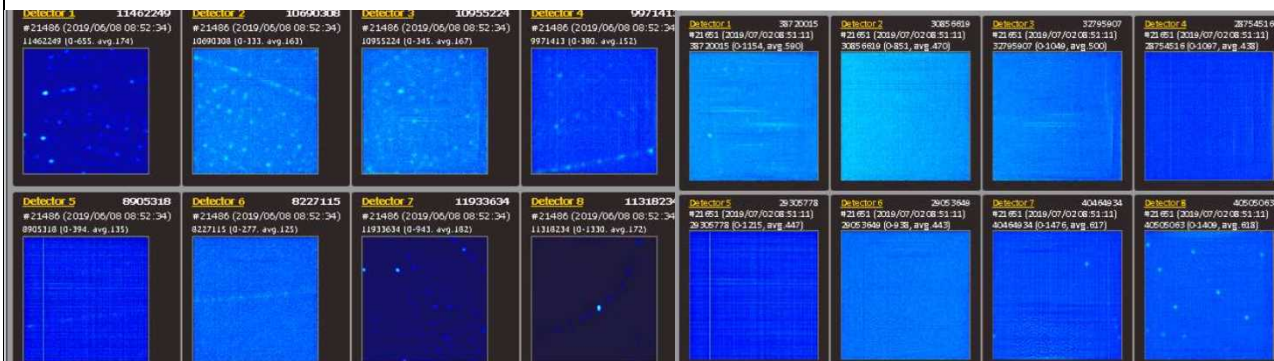 Detector 1 11462249
#21486 (2019/06/08 08:52:34)
11462249 (0-655. avg.174)
Detector 2 10690308
#21486 (2019/06/08 08:52:34)
10690308 (0-333. avg.163)
Detector 3 10955224
#21486 (2019/06/08 08:52:34)
10955224 (0-345. avg.167)
Detector 4 9971413
#21486 (2019/06/08 08:52:34)
9971413 (0-380. avg.152)
Detector 1 38720015
#21651 (2019/07/02 08:51:11)
38720015 (0-1154, avg.590)
Detector 2 30856619
#21651 (2019/07/02 08:51:11)
30856619 (0-851, avg.470)
Detector 3 32795907
#21651 (2019/07/02 08:51:11)
32795907 (0-1049, avg.500)
Detector 4 28754516
#21651 (2019/07/02 08:51:11)
28754516 (0-1097, avg.438)
Detector 5 8905318
#21486 (2019/06/08 08:52:34)
8905318 (0-394. avg.135)
Detector 6 8227115
#21486 (2019/06/08 08:52:34)
8227115 (0-277. avg.125)
Detector 7 11933634
#21486 (2019/06/08 08:52:34)
11933634 (0-943. avg.182)
Detector 8 11318234
#21486 (2019/06/08 08:52:34)
11318234 (0-1330. avg.172)
Detector 5 29305778
#21651 (2019/07/02 08:51:11)
29305778 (0-1215, avg.447)
Detector 6 29053649
#21651 (2019/07/02 08:51:11)
29053649 (0-938, avg.443)
Detector 7 40464934
#21651 (2019/07/02 08:51:11)
40464934 (0-1476, avg.617)
Detector 8 40505063
#21651 (2019/07/02 08:51:11)
40505063 (0-1409, avg.618)